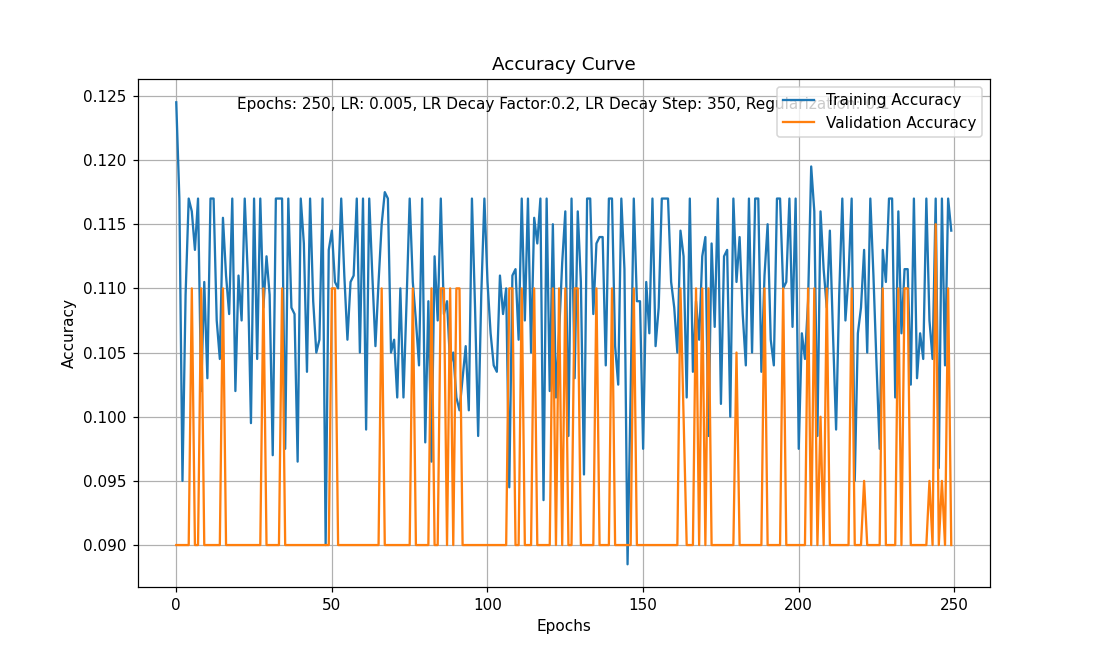 Accuracy Curve
Epochs: 250, LR: 0.005, LR Decay Factor:0.2, LR Decay Step: 350, Regularization:
Training Accuracy
Validation Accuracy
0.125
0.120
0.115
0.110
0.105
0.100
0.095
0.090
Accuracy
0 50 100 150 200 250
Epochs